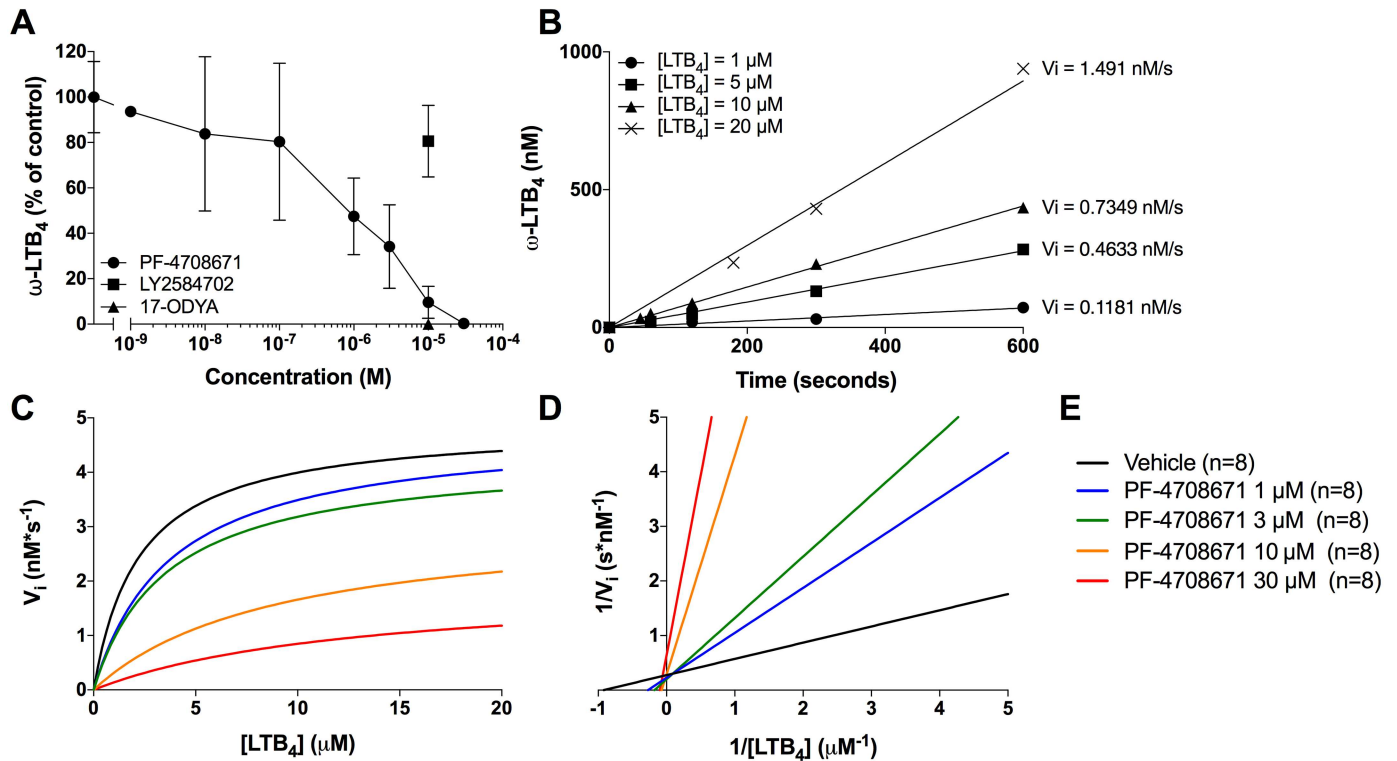 A
ω-LTB4 (% of control)
120
100
80
60
40
20
0
PF-4708671
LY2584702
17-ODYA
10-9
10-8
10-7
10-6
10-5
10-4
Concentration (M)
B
ω-LTB4 (nM)
1000
500
0
[LTB4] = 1 µM
[LTB4] = 5 µM
[LTB4] = 10 µM
[LTB4] = 20 µM
Vi = 1.491 nM/s
Vi = 0.7349 nM/s
Vi = 0.4633 nM/s
Vi = 0.1181 nM/s
200
400
600
Time (seconds)
C
Vi (nM*s-1)
5
4
3
2
1
0
0
5
10
15
20
[LTB4] (μM)
D
1/Vi (s*nM-1)
5
4
3
2
1
-1
0
1
2
3
4
5
1/[LTB4] (μM-1)
E
Vehicle (n=8)
PF-4708671 1 µM (n=8)
PF-4708671 3 µM (n=8)
PF-4708671 10 µM (n=8)
PF-4708671 30 µM (n=8)